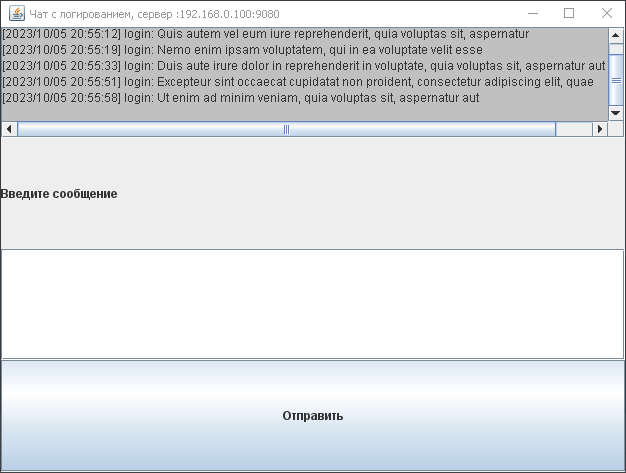 Чат с логированием, сервер :192.168.0.100:9080
[2023/10/05 20:55:12] login: Quis autem vel eum iure reprehenderit, quia voluptas sit, aspernatur
[2023/10/05 20:55:19] login: Nemo enim ipsam voluptatem, qui in ea voluptate velit esse
[2023/10/05 20:55:33] login: Duis aute irure dolor in reprehenderit in voluptate, quia voluptas sit, aspernatur aut
[2023/10/05 20:55:51] login: Excepteur sint occaecat cupidatat non proident, consectetur adipiscing elit, quae
[2023/10/05 20:55:58] login: Ut enim ad minim veniam, quia voluptas sit, aspernatur aut
Введите сообщение
Отправить